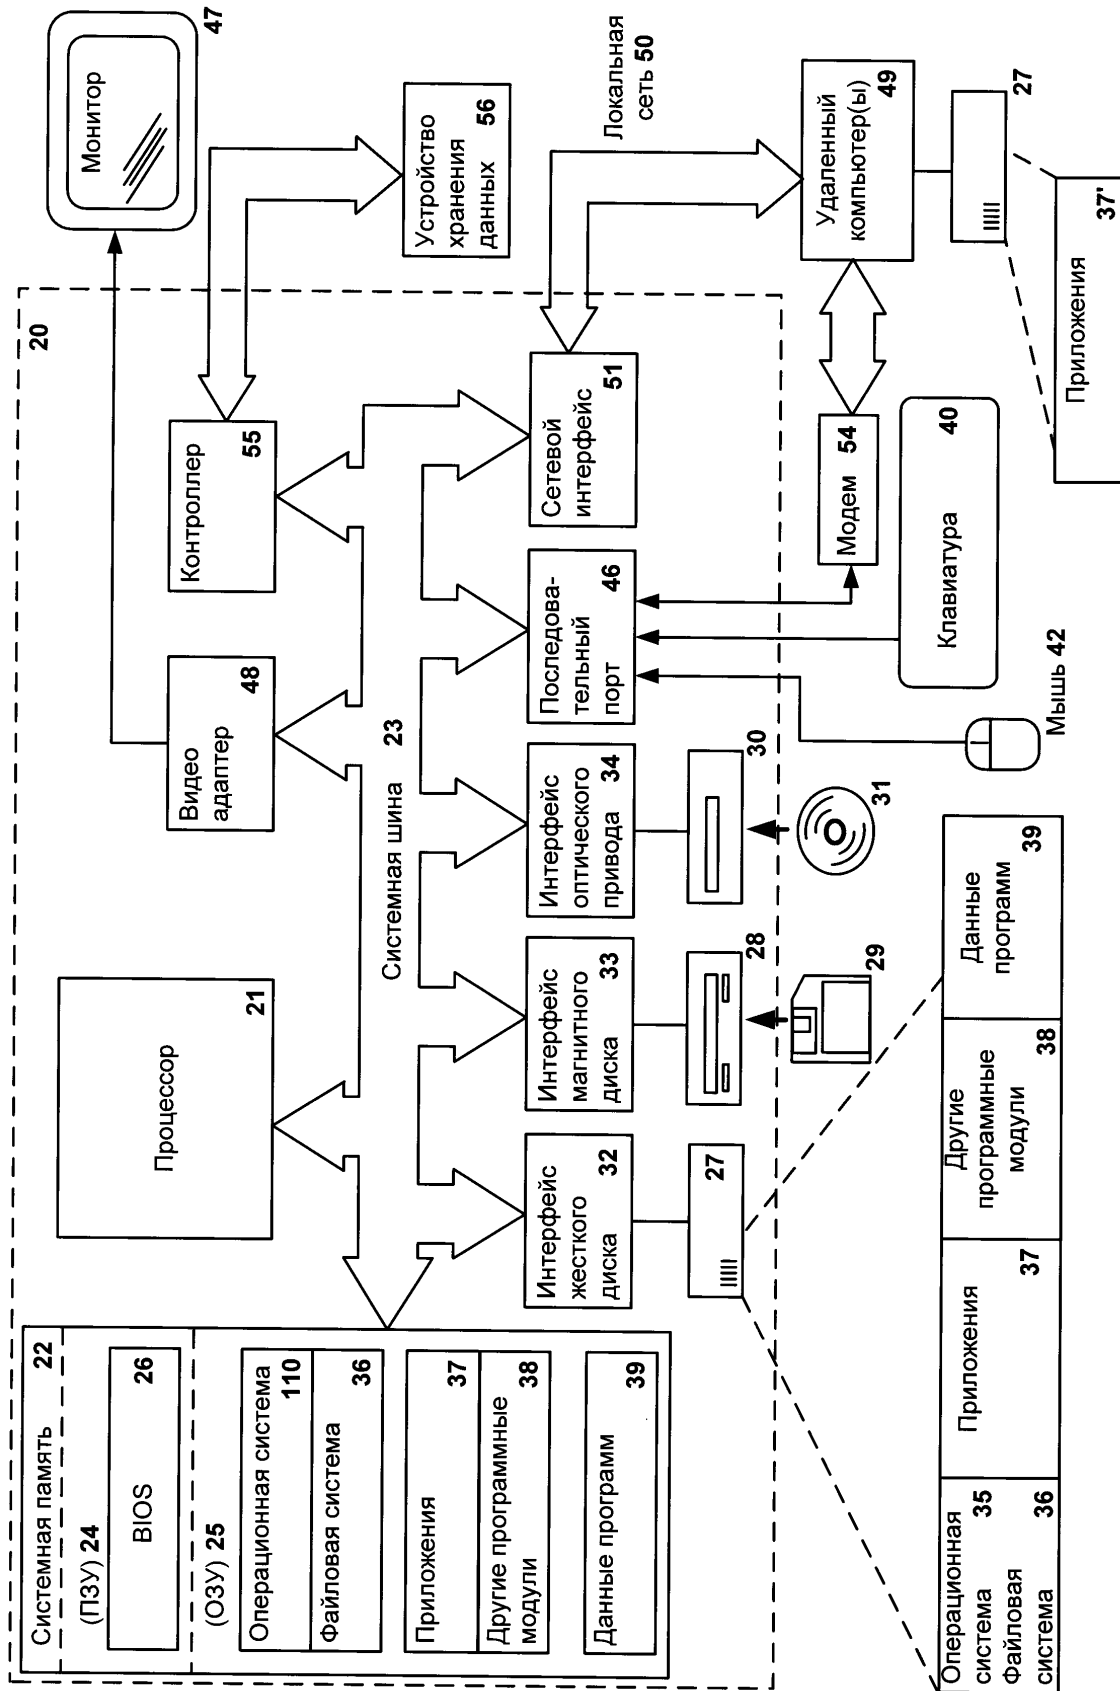 Системная память 22
(ПЗУ) 24
BIOS 26
(ОЗУ) 25
Операционная система 110
Файловая система 36
Приложения 37
Другие программные
модули 38
Данные программ 39
20
Процессор
21
Видео
адаптер 48
Контроллер
55
Монитор
47
Устройство
хранения
данных 56
Системная шина 23
Интерфейс
жесткого
диска 32
Интерфейс
магнитного
диска 33
Интерфейс
оптического
привода 34
Последова-
тельный
порт 46
Сетевой
интерфейс 51
Локальная
сеть 50
27
28
29
30
31
Удаленный
компьютер(ы)
49
Модем 54
Клавиатура
40
Мышь 42
27
Приложения
37'
Операционная
система 35
Файловая
система 36
Приложения
37
Другие
программные
модули 38
Данные
программ 39